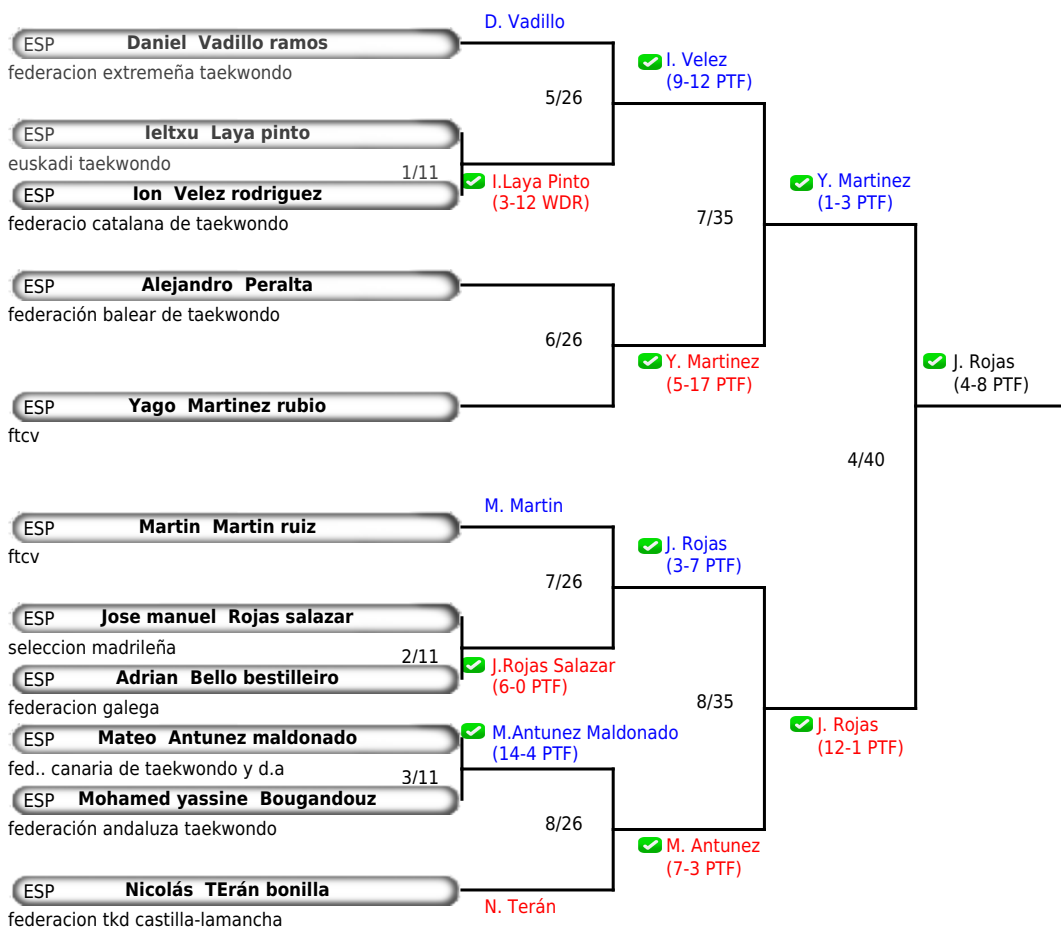 D. Vadillo
ESP Daniel Vadillo ramos
federacion extremeña taekwondo
I. Velez
(9-12 PTF)
5/26
ESP Ieltxu Laya pinto
euskadi taekwondo
1/11
I.Laya Pinto
(3-12 WDR)
ESP Ion Velez rodriguez
federacio catalana de taekwondo
Y. Martinez
(1-3 PTF)
7/35
ESP Alejandro Peralta
federación balear de taekwondo
6/26
Y. Martinez
(5-17 PTF)
J. Rojas
(4-8 PTF)
ESP Yago Martinez rubio
ftcv
4/40
M. Martin
ESP Martin Martin ruiz
ftcv
J. Rojas
(3-7 PTF)
7/26
ESP Jose manuel Rojas salazar
seleccion madrileña
2/11
J.Rojas Salazar
(6-0 PTF)
ESP Adrian Bello bestilleiro
federacion galega
8/35
J. Rojas
(12-1 PTF)
ESP Mateo Antunez maldonado
M.Antunez Maldonado
(14-4 PTF)
fed.. canaria de taekwondo y d.a
3/11
ESP Mohamed yassine Bougandouz
federación andaluza taekwondo
8/26
M. Antunez
(7-3 PTF)
ESP Nicolás TErán bonilla
N. Terán
federacion tkd castilla-lamancha